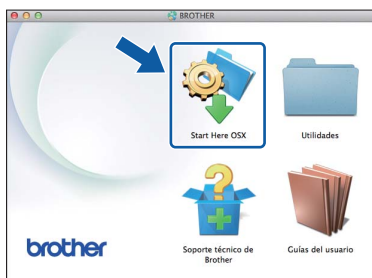 BROTHER
Start Here OSX
Utilidades
Soporte técnico de
Brother
Guías del usuario
brother